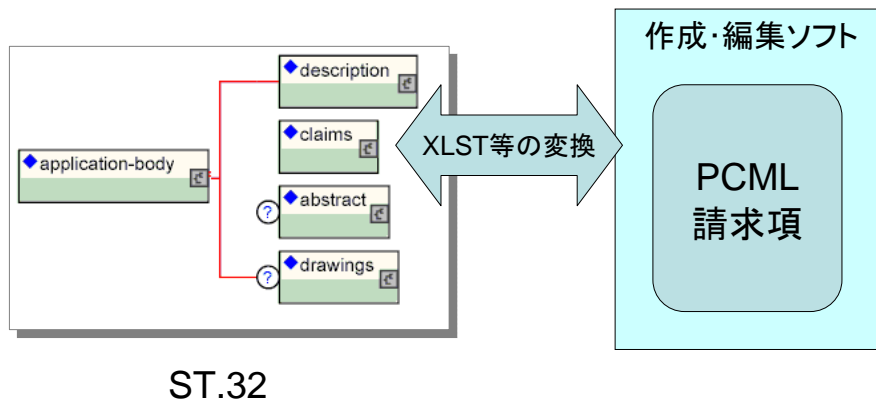 作成・編集ソフト
description
claims
XLST等の変換
application-body
PCML
請求項
abstract
?
drawings
?
ST.32